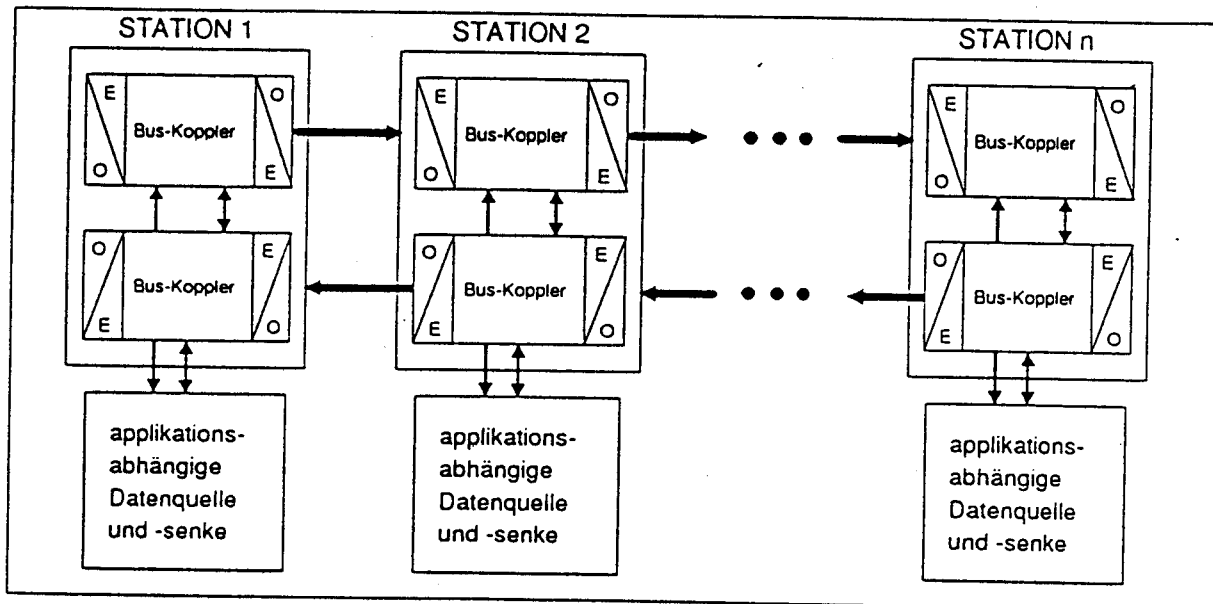 STATION 1
E
O
Bus-Koppler
O
E
O
E
Bus-Koppler
E
O
applikations-
abhängige
Datenquelle
und -senke
STATION 2
E
O
Bus-Koppler
O
E
O
E
Bus-Koppler
E
O
applikations-
abhängige
Datenquelle
und -senke
STATION n
E
O
Bus-Koppler
O
E
O
E
Bus-Koppler
E
O
applikations-
abhängige
Datenquelle
und -senke